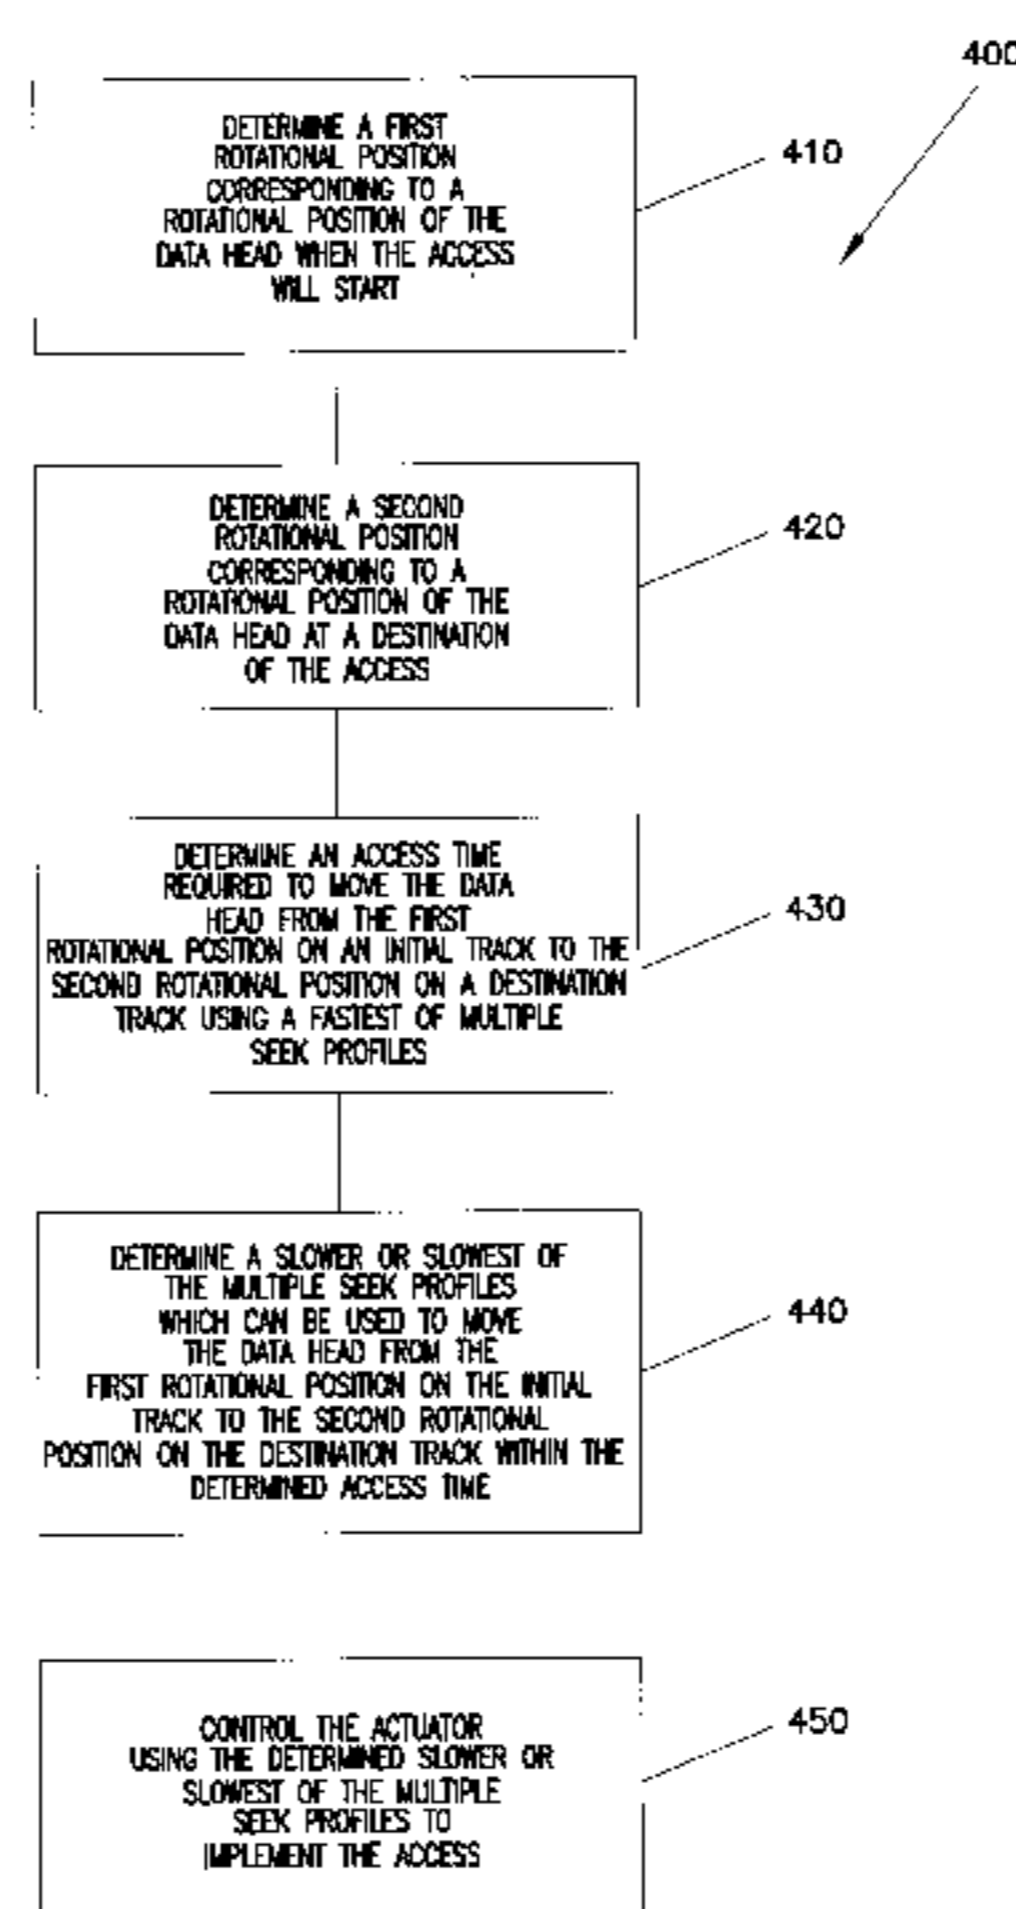 400
DETERMINE A FIRST
ROTATIONAL POSITION
CORRESPONDING TO A
ROTATIONAL POSITION OF THE
DATA HEAD WHEN THE ACCESS
WILL START
410
DETERMINE A SECOND
ROTATIONAL POSITION
CORRESPONDING TO A
ROTATIONAL POSITION OF THE
DATA HEAD AT A DESTINATION
OF THE ACCESS
420
DETERMINE AN ACCESS TIME
REQUIRED TO MOVE THE DATA
HEAD FROM THE FIRST
ROTATIONAL POSITION ON AN INITIAL TRACK TO THE
SECOND ROTATIONAL POSITION ON A DESTINATION
TRACK USING A FASTEST OF MULTIPLE
SEEK PROFILES
430
DETERMINE A SLOWER OR SLOWEST OF
THE MULTIPLE SEEK PROFILES
WHICH CAN BE USED TO MOVE
THE DATA HEAD FROM THE
FIRST ROTATIONAL POSITION ON THE INITIAL
TRACK TO THE SECOND ROTATIONAL
POSITION ON THE DESTINATION TRACK WITHIN THE
DETERMINED ACCESS TIME
440
CONTROL THE ACTUATOR
USING THE DETERMINED SLOWER OR
SLOWEST OF THE MULTIPLE
SEEK PROFILES TO
IMPLEMENT THE ACCESS
450